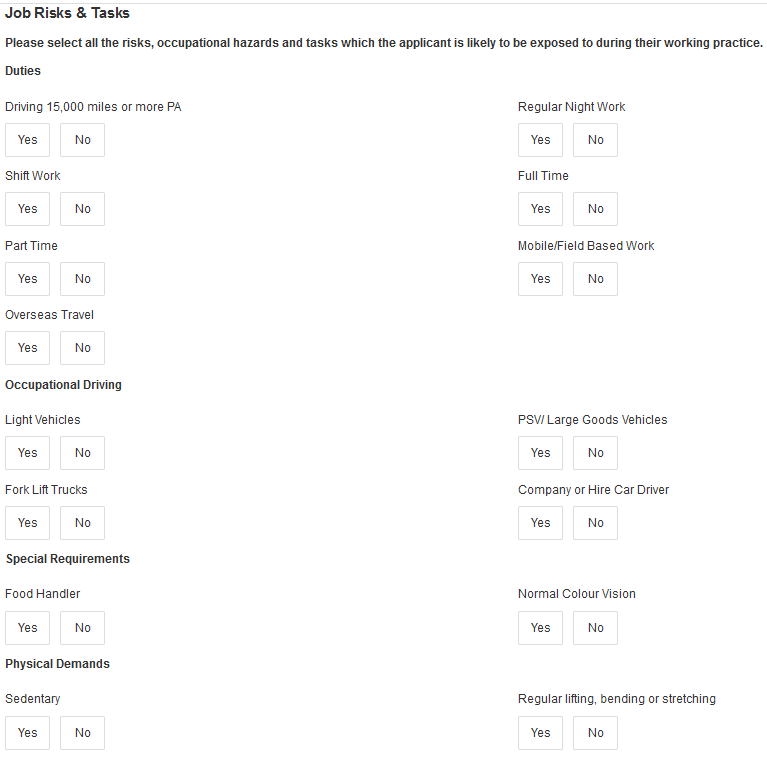 Job Risks & Tasks
Please select all the risks, occupational hazards and tasks which the applicant is likely to be exposed to during their working practice.
Duties
Driving 15,000 miles or more PA
Regular Night Work
Yes No
Yes No
Shift Work
Full Time
Yes No
Yes No
Part Time
Mobile/Field Based Work
Yes No
Yes No
Overseas Travel
Yes No
Occupational Driving
Light Vehicles
PSV/ Large Goods Vehicles
Yes No
Yes No
Fork Lift Trucks
Company or Hire Car Driver
Yes No
Yes No
Special Requirements
Food Handler
Normal Colour Vision
Yes No
Yes No
Physical Demands
Sedentary
Regular lifting, bending or stretching
Yes No
Yes No